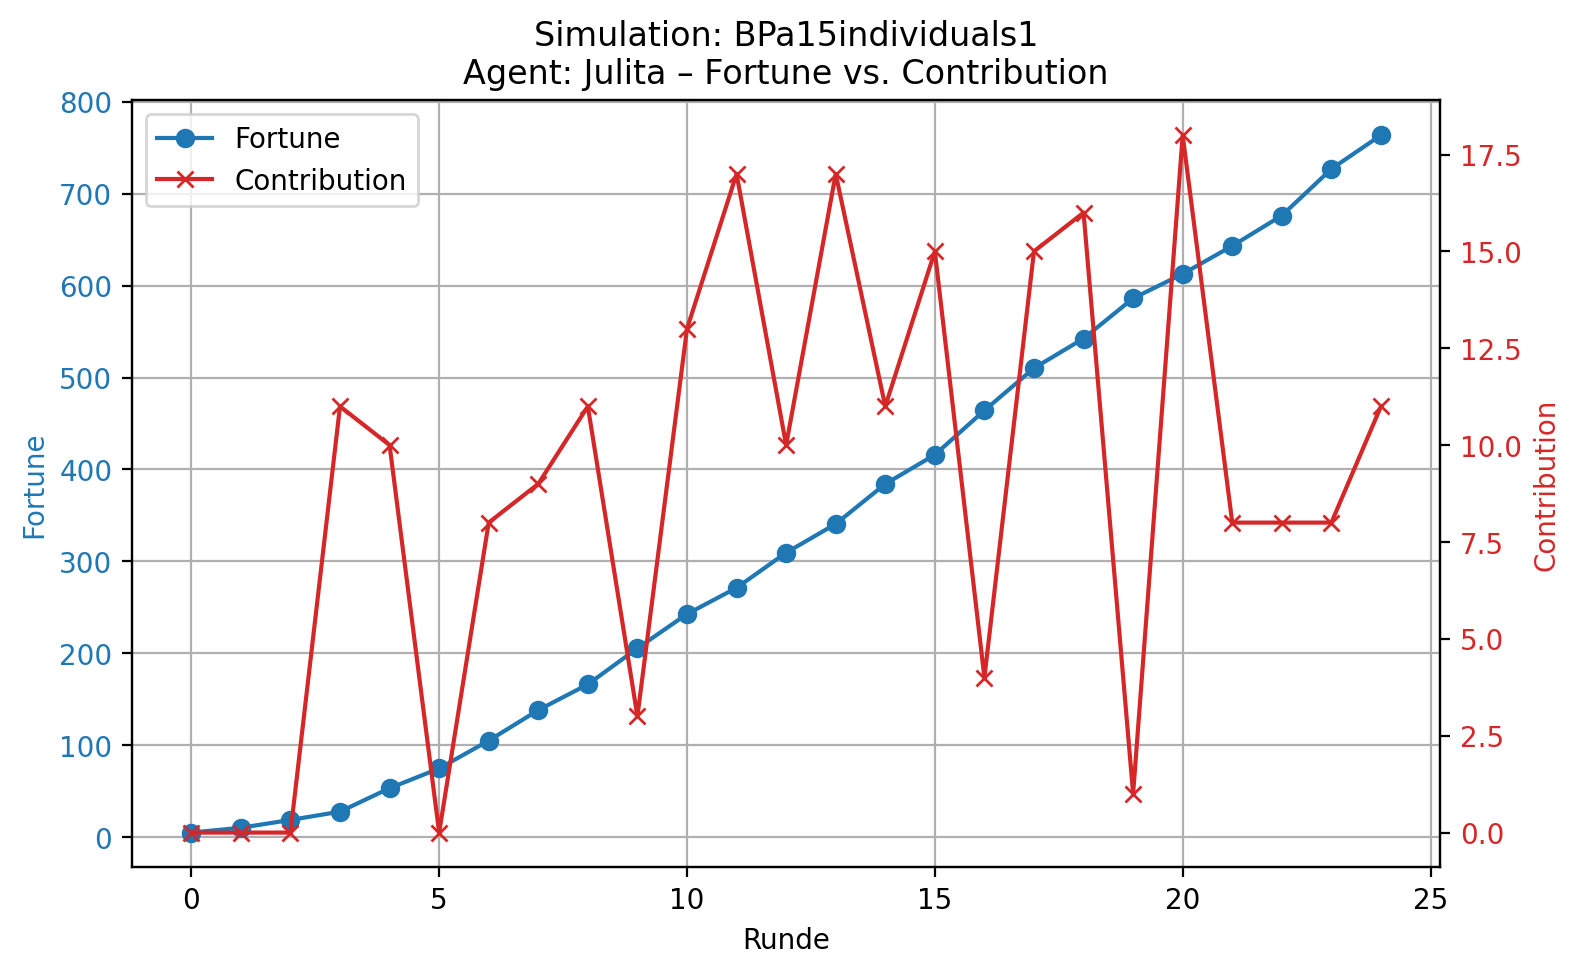 Simulation: BPa15individuals1
Agent: Julita – Fortune vs. Contribution
Fortune
Contribution
800
700
600
500
400
300
200
100
0
Fortune
17.5
15.0
12.5
10.0
7.5
5.0
2.5
0.0
Contribution
0 5 10 15 20 25
Runde